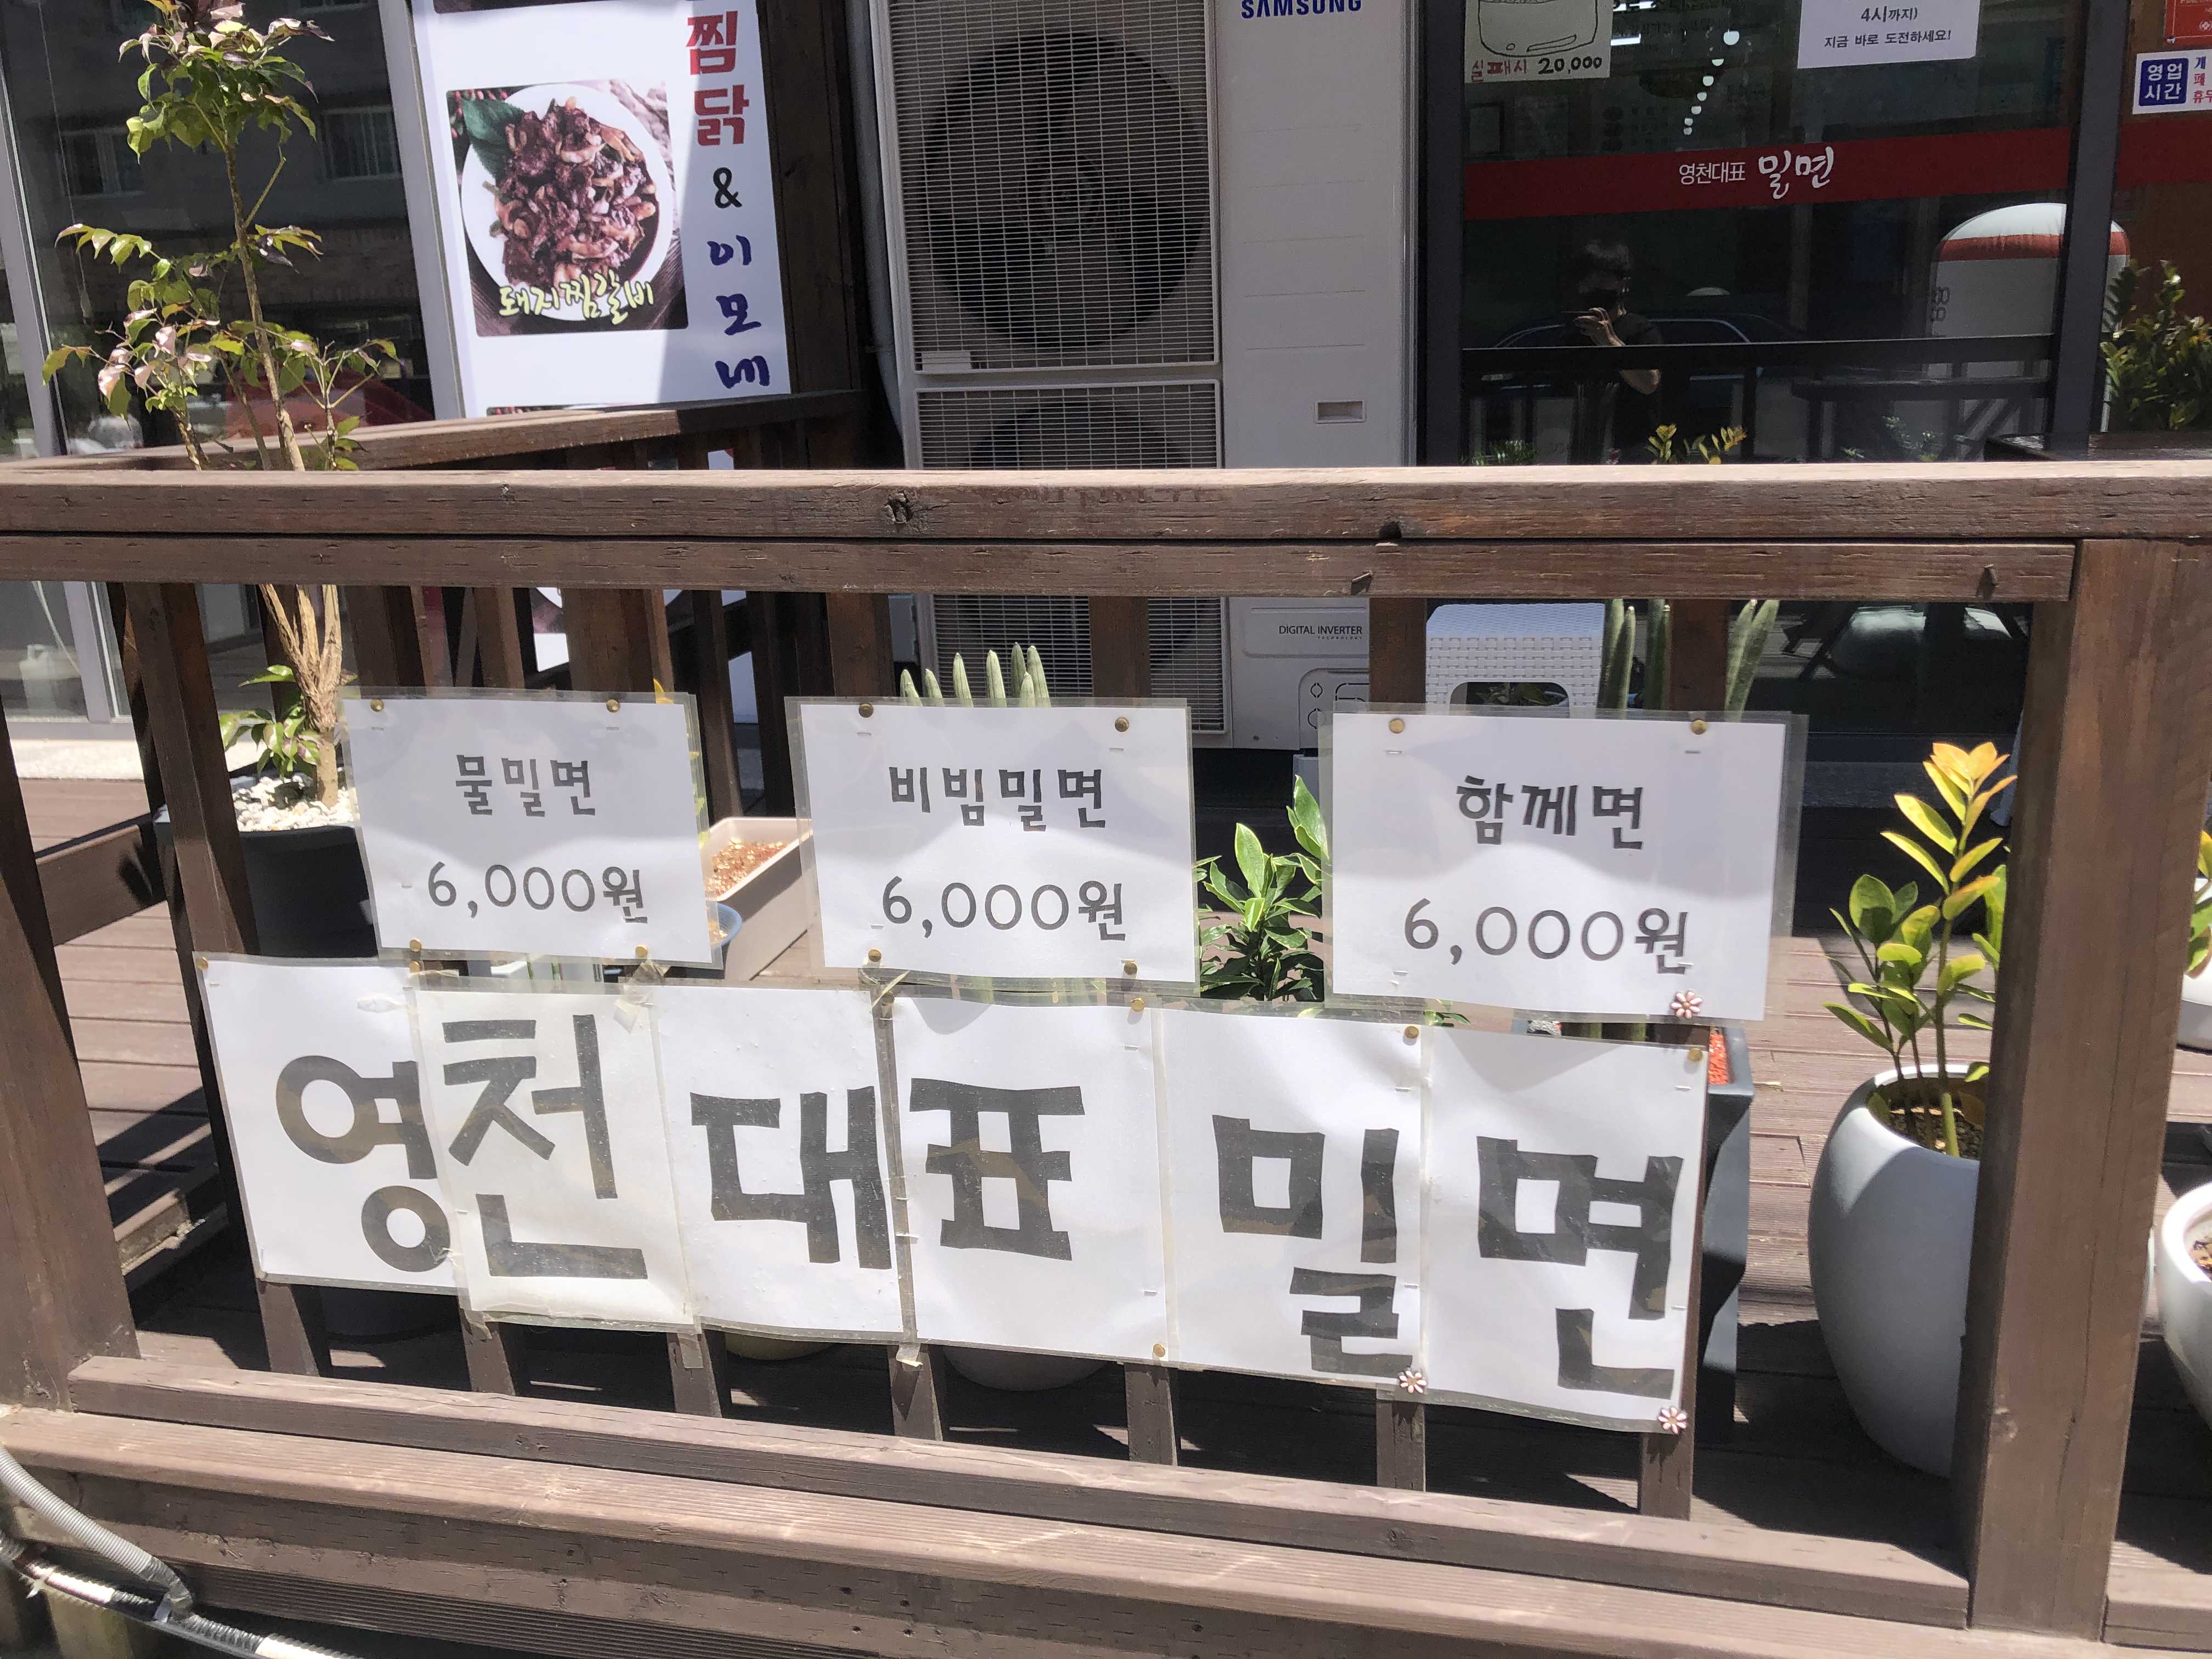 찜닭
&
이모네
돼지찜갈비
SAMSUNG
실패시 20,000
4시까지)
지금 바로 도전하세요!
영업
시간
영천대표 밀면
DIGITAL INVERTER
TECHNOLOGY
물밀면
6,000원
비빔밀면
6,000원
함께면
6,000원
영천대표밀면